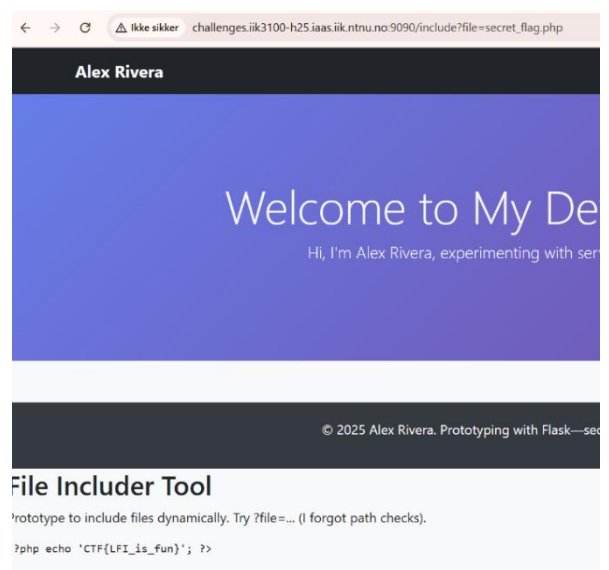 Ikke sikker challenges.iik3100-h25.iaas.iik.ntnu.no:9090/include?file=secret_flag.php
Alex Rivera
Welcome to My De
Hi, I'm Alex Rivera, experimenting with ser
© 2025 Alex Rivera. Prototyping with Flask—sec
File Includer Tool
Prototype to include files dynamically. Try ?file=... (I forgot path checks).
?php echo 'CTF{LFI_is_fun}'; ?>